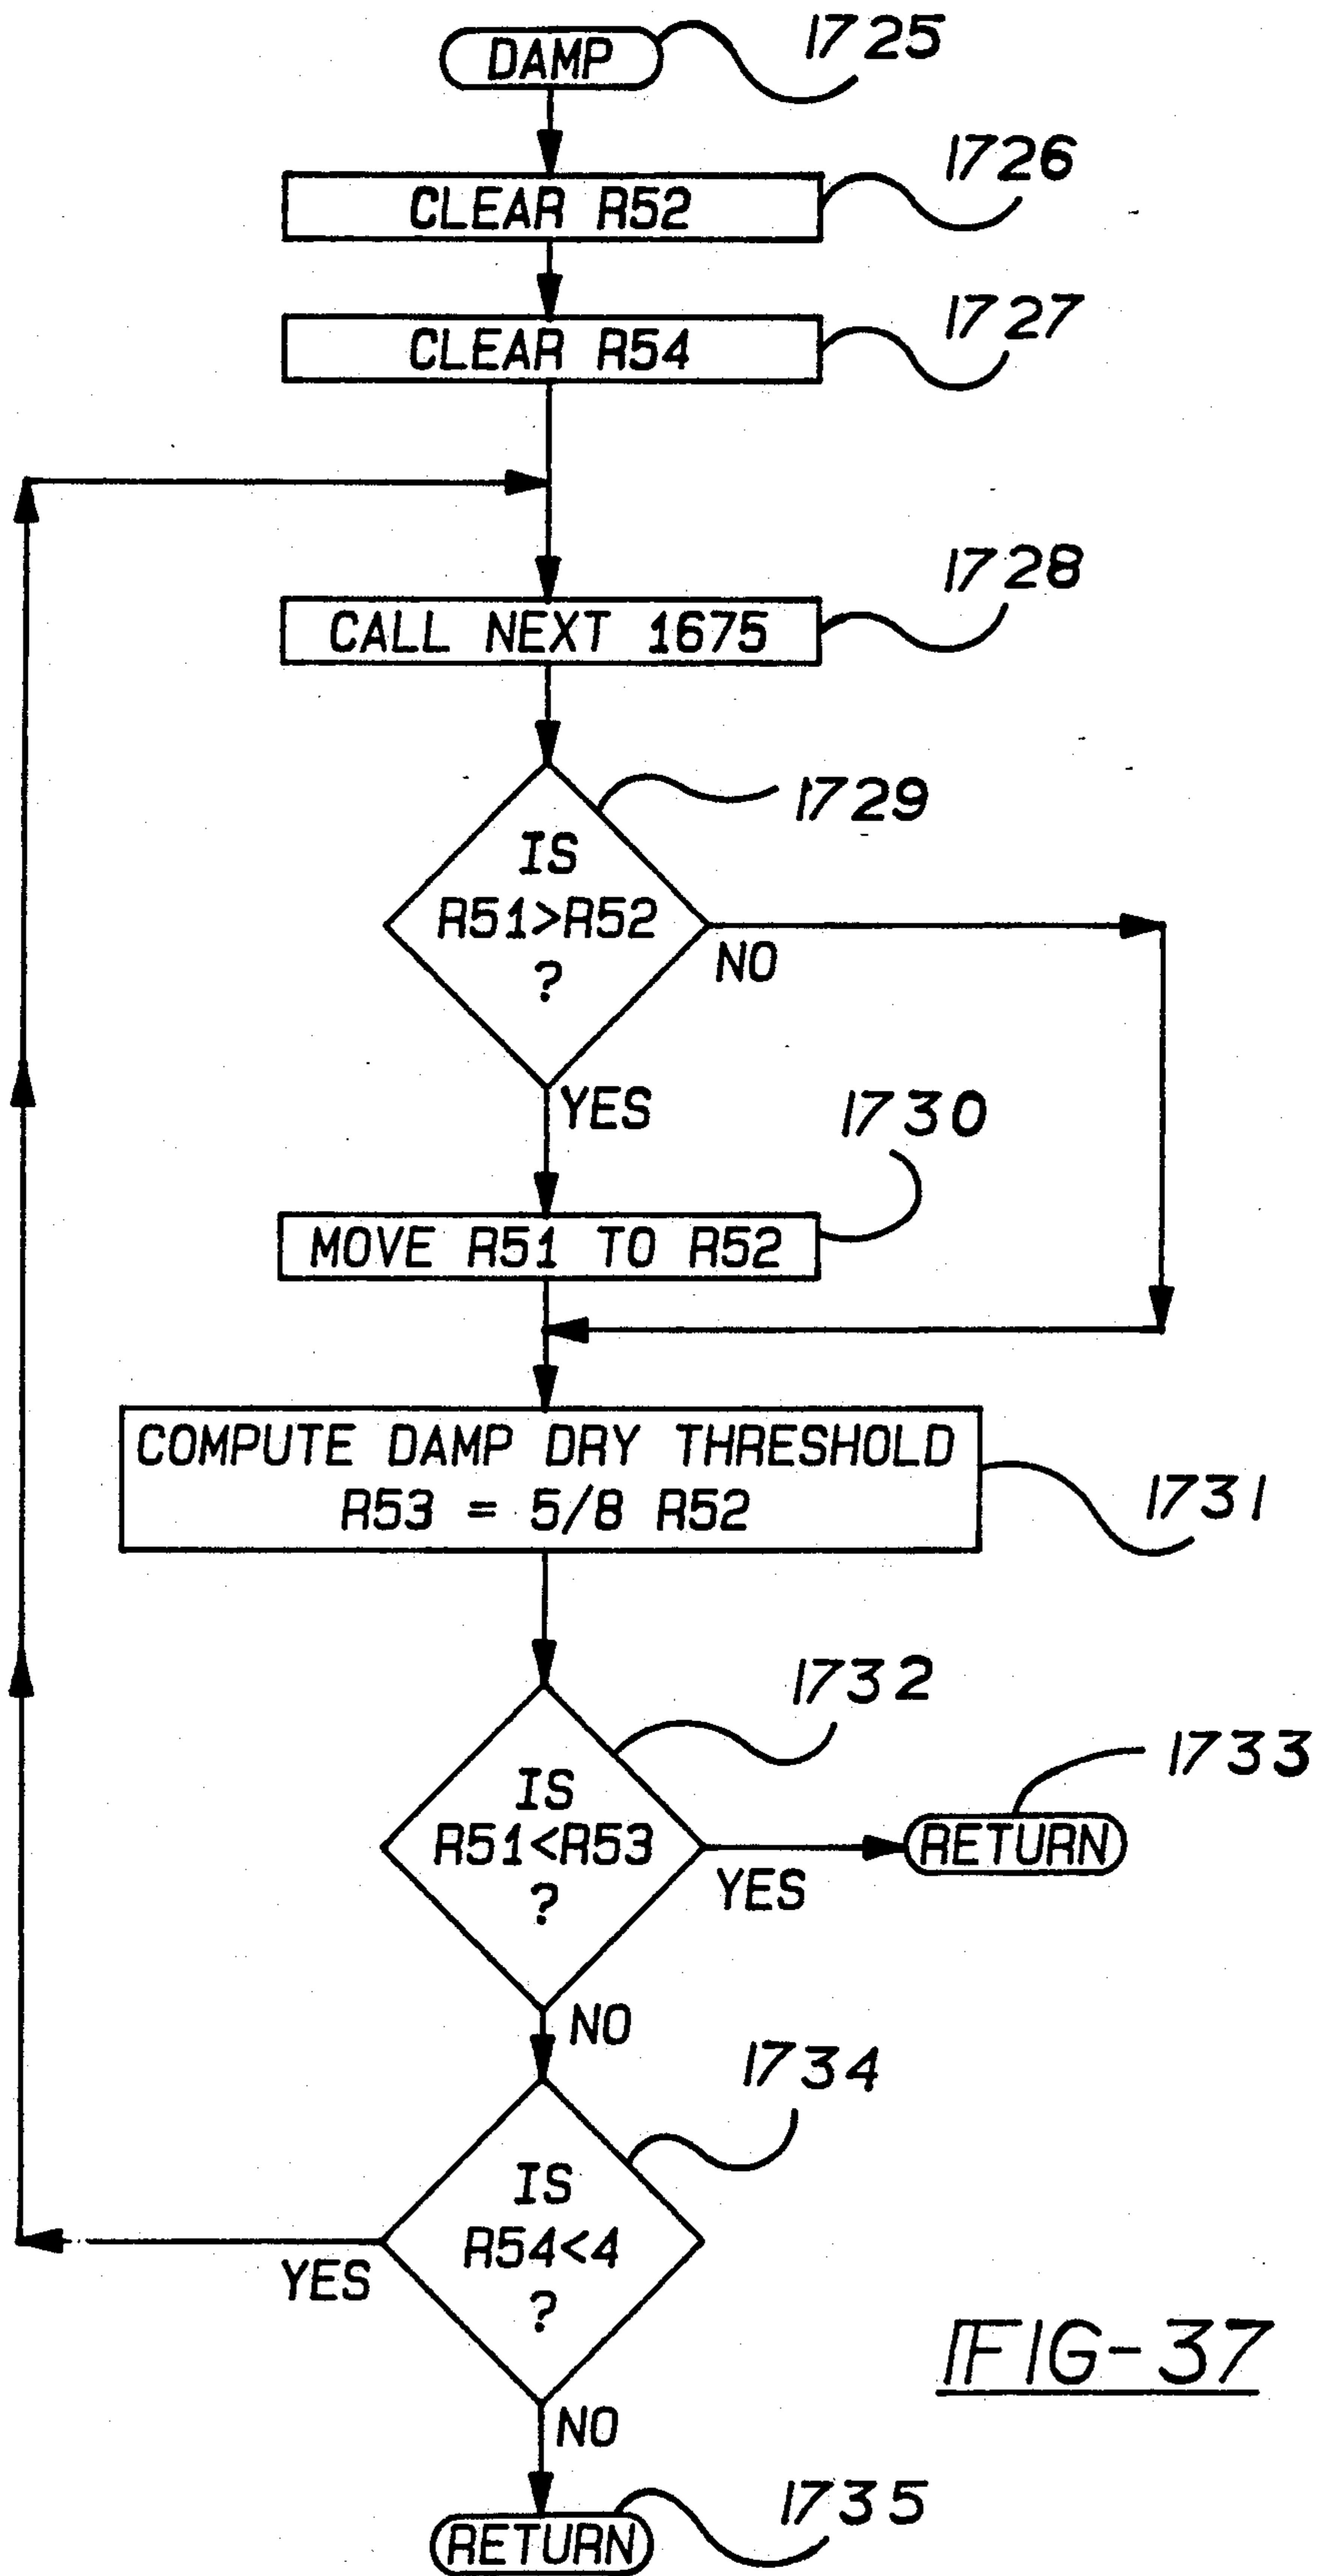 DAMP
1725
CLEAR R52
1726
CLEAR R54
1727
CALL NEXT 1675
1728
IS
R51>R52
?
1729
NO
YES
1730
MOVE R51 TO R52
COMPUTE DAMP DRY THRESHOLD
R53 = 5/8 R52
1731
1732
IS
R51<R53
?
YES
RETURN
1733
NO
1734
IS
R54<4
?
YES
NO
RETURN
1735
FIG-37